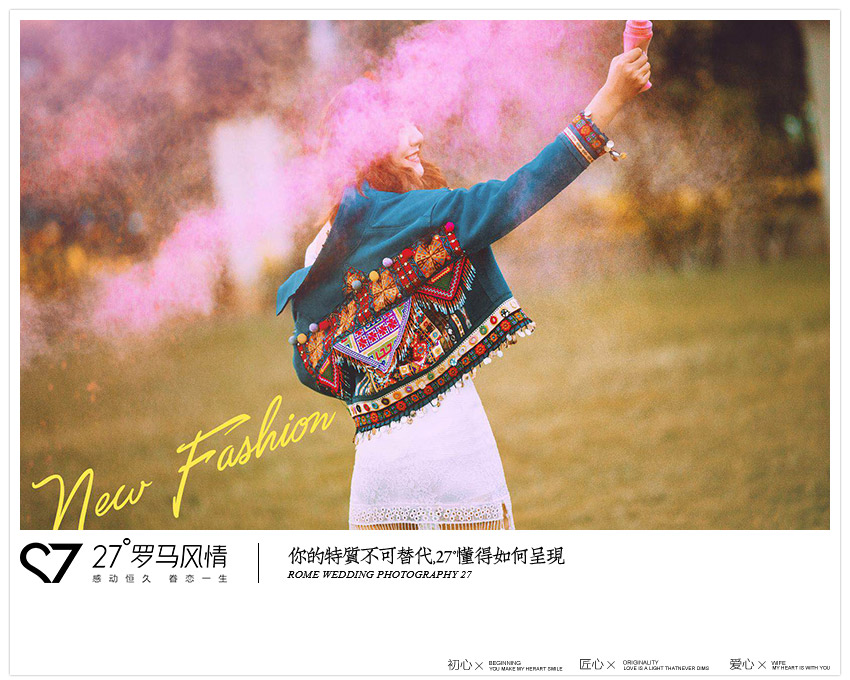 New Fashion
27°罗马风情
感动恒久 眷恋一生
你的特質不可替代,27°懂得如何呈現
ROME WEDDING PHOTOGRAPHY 27
初心× BEGINNING
YOU MAKE MY HERART SMILE
匠心× ORIGINALITY
LOVE IS A LIGHT THATNEVER DIMS
爱心× WIFE
MY HEART IS WITH YOU